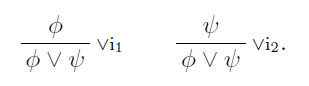 ϕ ψ
ϕ ∨ ψ ∨i₁ ϕ ∨ ψ ∨i₂.